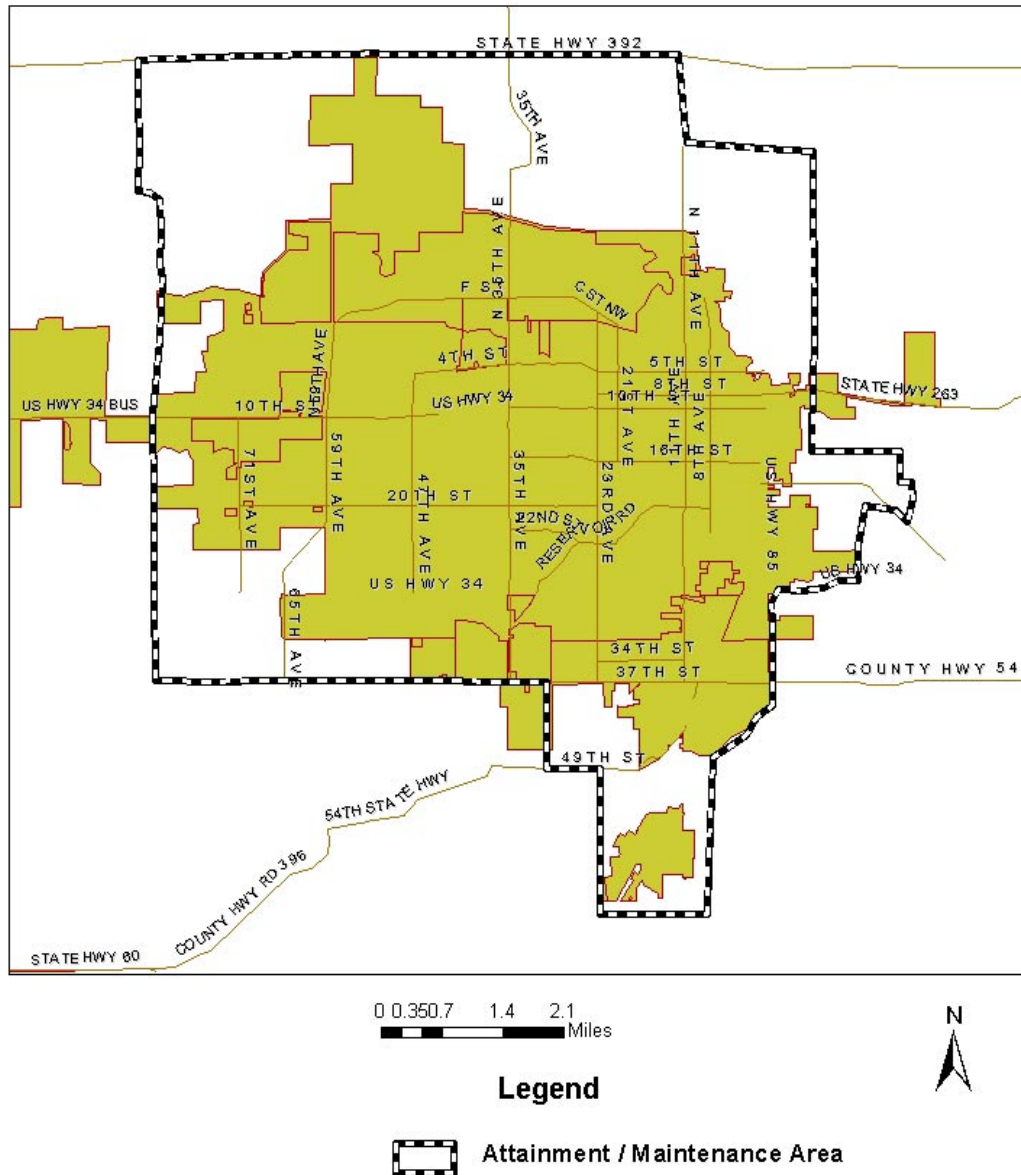 STATE HWY 392
35TH AVE
N 35TH AVE
N 11TH AVE
F ST
C ST NW
4TH ST
5TH ST
8TH ST
STATE HWY 263
US HWY 34 BUS
10TH ST
US HWY 34
21ST AVE
10TH ST
8TH AVE
16TH ST
71ST AVE
59TH AVE
47TH AVE
35TH AVE
23RD AVE
US HWY 85
20TH ST
22ND ST
RESERVOIR RD
US HWY 34
US HWY 34
65TH AVE
34TH ST
37TH ST
COUNTY HWY 54
49TH ST
54TH STATE HWY
COUNTY HWY RD 396
STATE HWY 60
0 0.35 0.7 1.4 2.1
Miles
N
Legend
Attainment / Maintenance Area